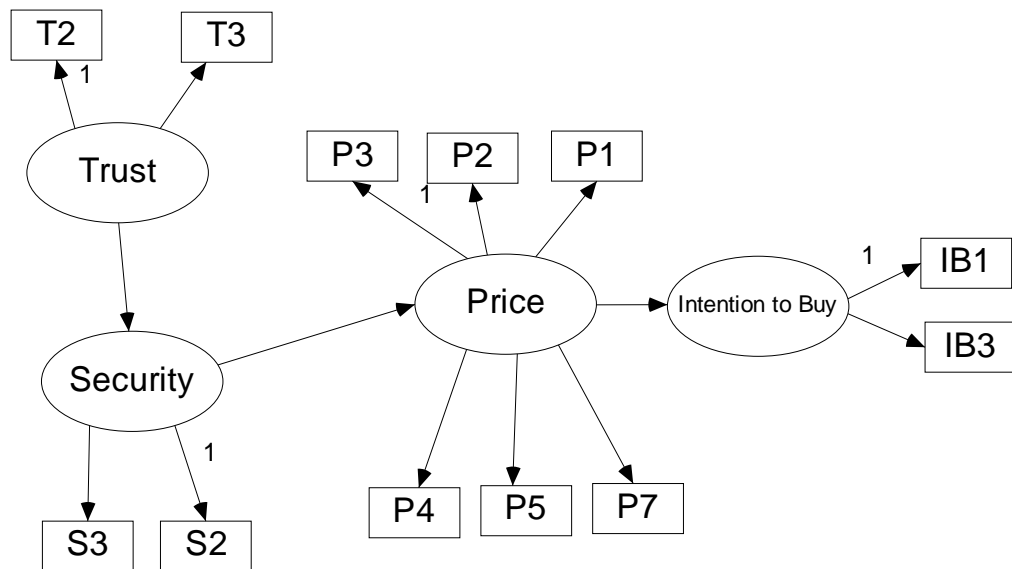 T2
T3
1
Trust
P3
P2
P1
1
Price
Intention to Buy
1
IB1
IB3
Security
1
S3
S2
P4
P5
P7